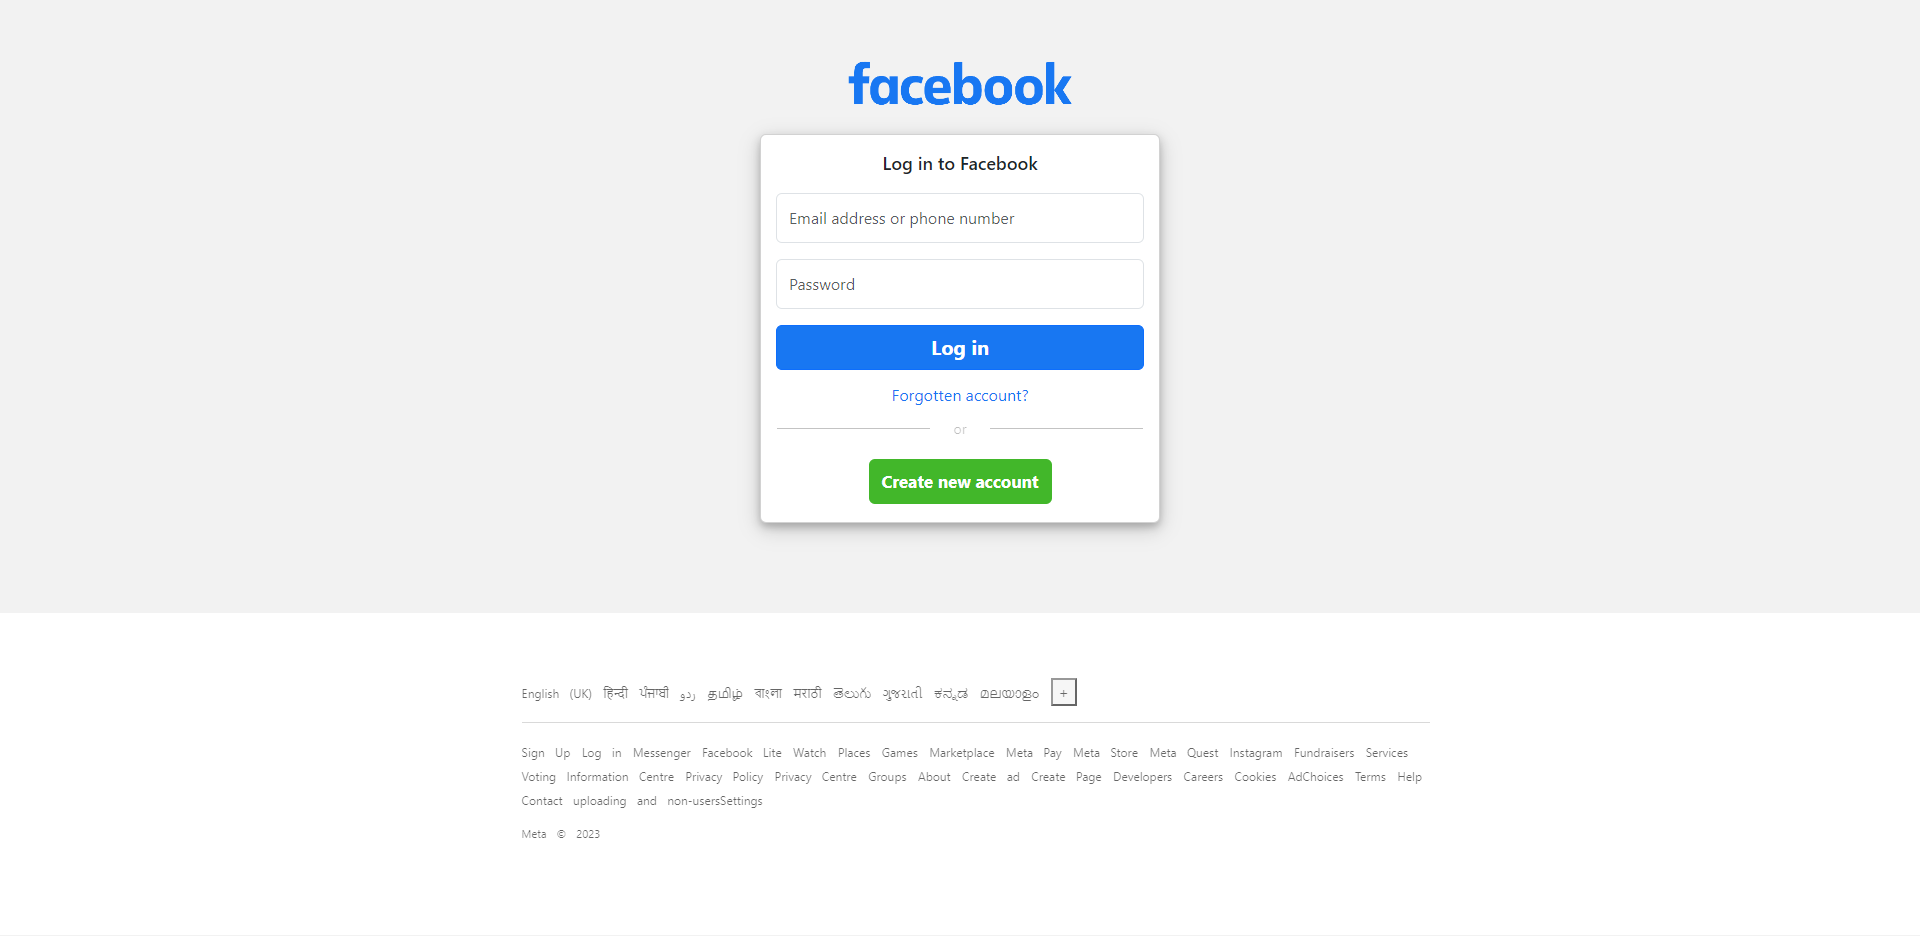 facebook
Log in to Facebook
Email address or phone number
Password
Log in
Forgotten account?
or
Create new account
English (UK) हिन्दी ਪੰਜਾਬੀ اردو தமிழ் বাংলা मराठी తెలుగు ગુજરાતી ಕನ್ನಡ മലയാളം +
Sign Up Log in Messenger Facebook Lite Watch Places Games Marketplace Meta Pay Meta Store Meta Quest Instagram Fundraisers Services
Voting Information Centre Privacy Policy Privacy Centre Groups About Create ad Create Page Developers Careers Cookies AdChoices Terms Help
Contact uploading and non-usersSettings
Meta © 2023